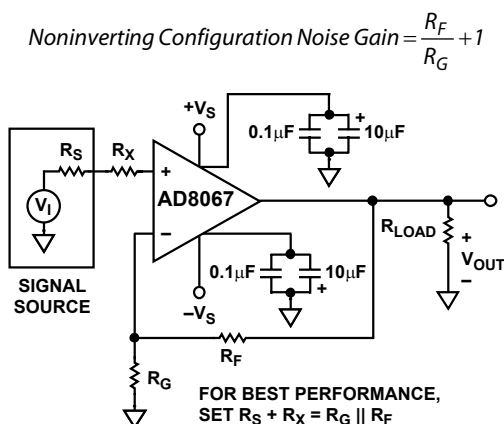 Noninverting Configuration Noise Gain = R_F / R_G + 1
+V_S
0.1μF
+
10μF
R_S
R_X
+
V_I
AD8067
−
R_LOAD
+
V_OUT
−
SIGNAL
SOURCE
0.1μF
10μF
+
−V_S
R_F
R_G
FOR BEST PERFORMANCE,
SET R_S + R_X = R_G || R_F